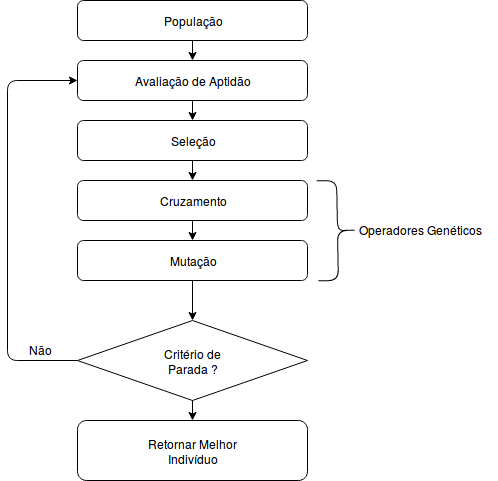 População
Avaliação de Aptidão
Seleção
Cruzamento
Operadores Genéticos
Mutação
Não
Critério de
Parada ?
Retornar Melhor
Indivíduo